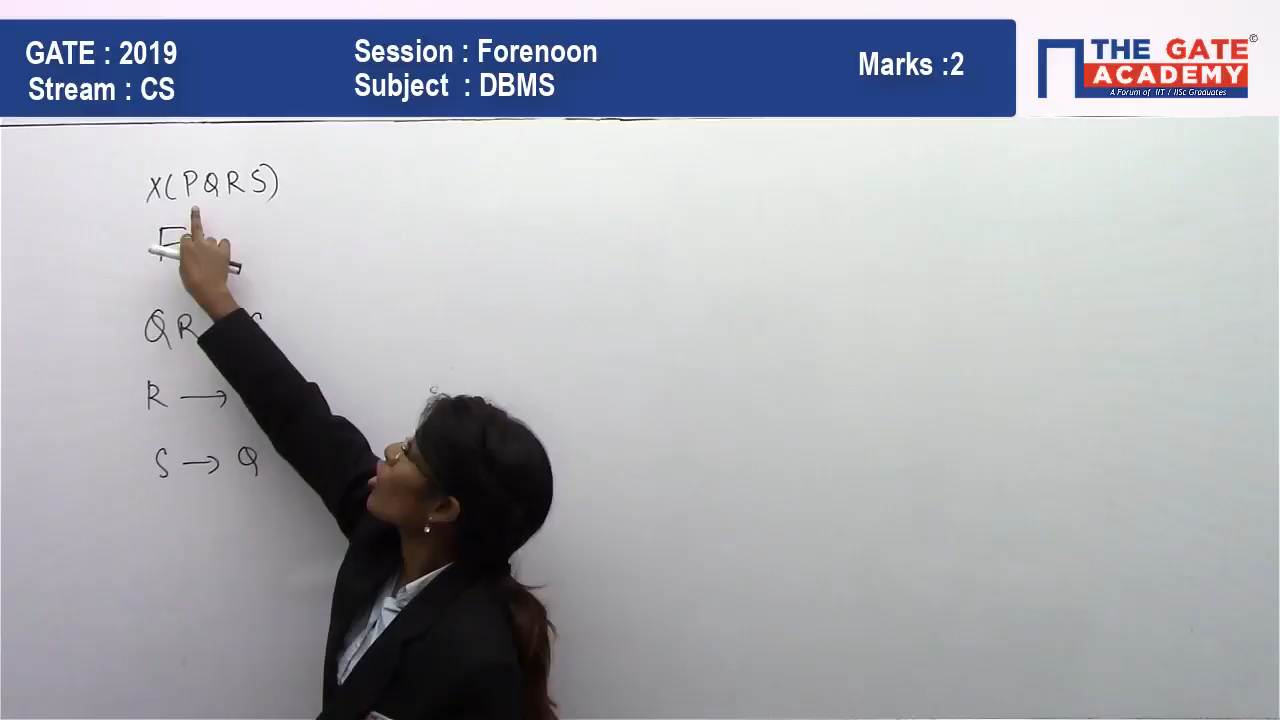 GATE : 2019
Stream : CS
Session : Forenoon
Subject : DBMS
Marks :2
THE GATE
ACADEMY
©
A Forum of IIT / IISc Graduates
X(PQRS)
F
QR
R →
S → Q